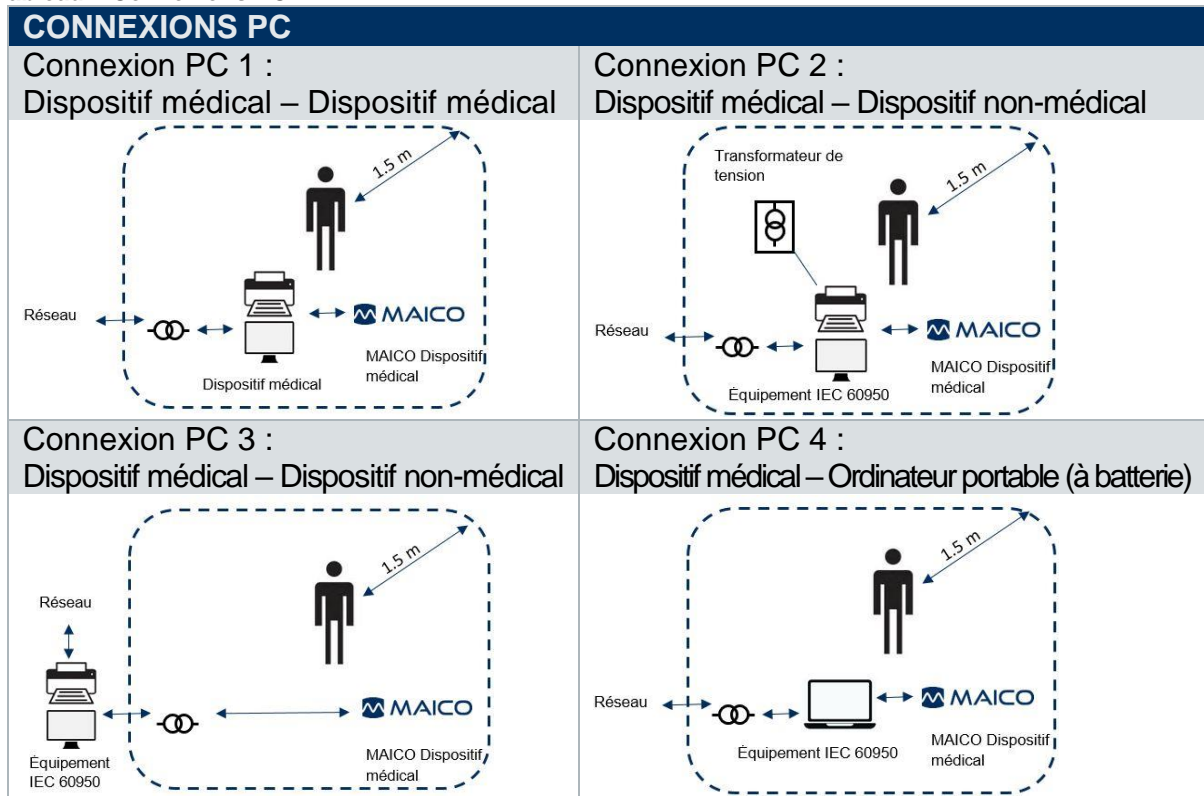 CONNEXIONS PC
Connexion PC 1 :
Dispositif médical – Dispositif médical
1.5 m
Réseau
MAICO
MAICO Dispositif
médical
Dispositif médical
Connexion PC 2 :
Dispositif médical – Dispositif non-médical
Transformateur de
tension
1.5 m
Réseau
MAICO
MAICO Dispositif
médical
Équipement IEC 60950
Connexion PC 3 :
Dispositif médical – Dispositif non-médical
1.5 m
Réseau
MAICO
MAICO Dispositif
médical
Équipement
IEC 60950
Connexion PC 4 :
Dispositif médical – Ordinateur portable (à batterie)
1.5 m
Réseau
MAICO
MAICO Dispositif
médical
Équipement IEC 60950